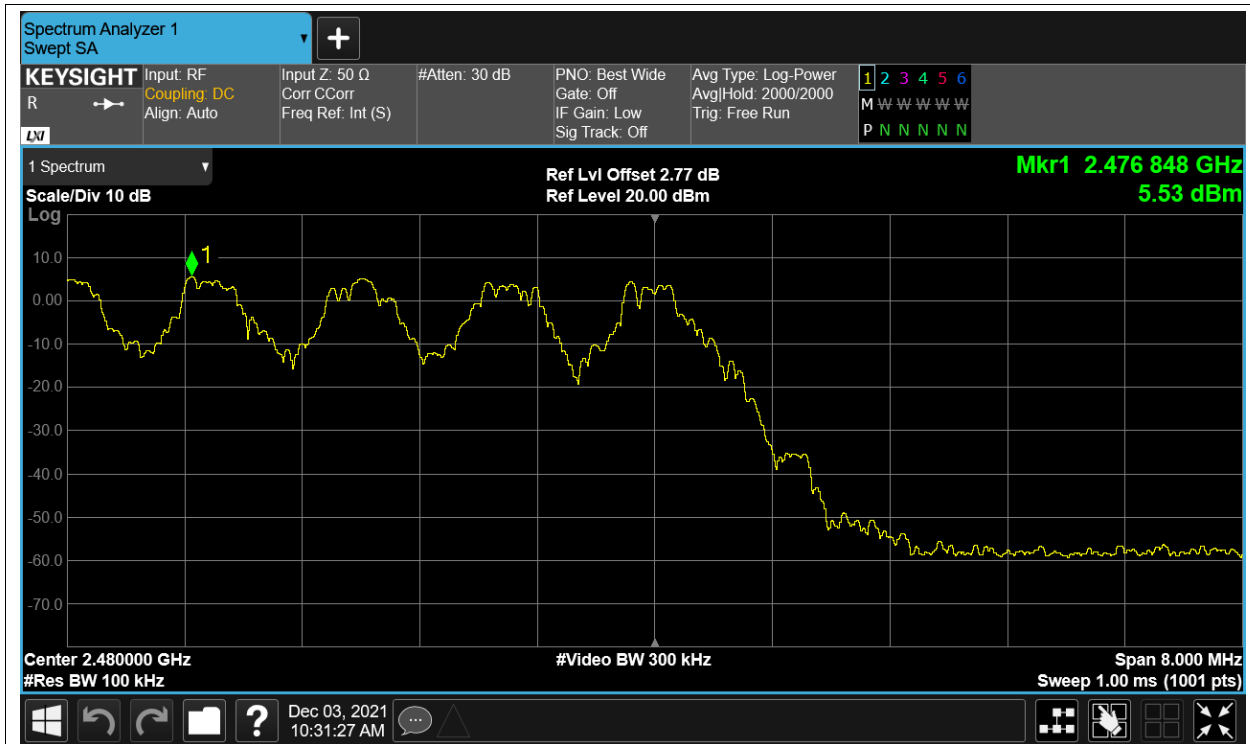 Spectrum Analyzer 1
Swept SA
+
KEYSIGHT
R
LXI
Input: RF
Coupling: DC
Align: Auto
Input Z: 50 Ω
Corr CCorr
Freq Ref: Int (S)
#Atten: 30 dB
PNO: Best Wide
Gate: Off
IF Gain: Low
Sig Track: Off
Avg Type: Log-Power
Avg|Hold: 2000/2000
Trig: Free Run
1 2 3 4 5 6
M W W W W W
P N N N N N
1 Spectrum
Scale/Div 10 dB
Log
Ref Lvl Offset 2.77 dB
Ref Level 20.00 dBm
Mkr1 2.476 848 GHz
5.53 dBm
1
10.0
0.00
-10.0
-20.0
-30.0
-40.0
-50.0
-60.0
-70.0
Center 2.480000 GHz
#Res BW 100 kHz
#Video BW 300 kHz
Span 8.000 MHz
Sweep 1.00 ms (1001 pts)
?
Dec 03, 2021
10:31:27 AM